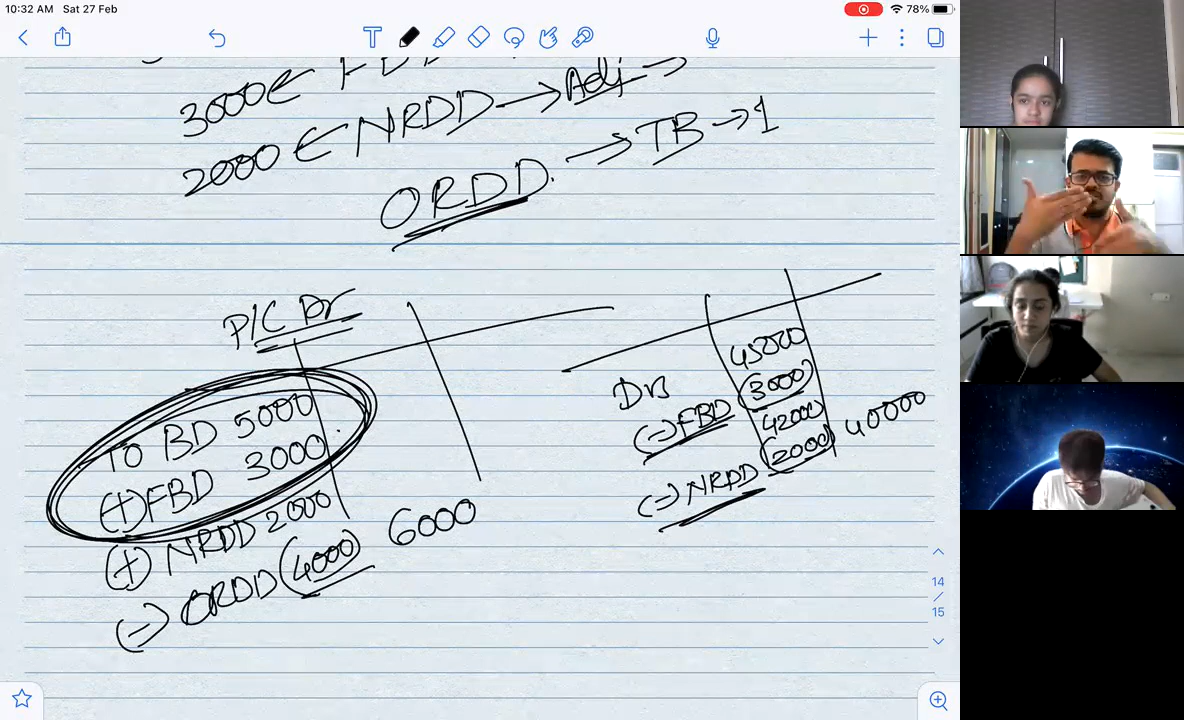 10:32 AM Sat 27 Feb
78%
3000 ← FBD
2000 ← NRDD → Adj →
ORDD → TB → 1
P/C Dr
To BD 5000
(+) FBD 3000
(+) NRDD 2000
(-) ORDD (4000) 6000
45000
DRS (3000)
(-) FBD 42000
(-) NRDD (2000) 40000
14
/
15